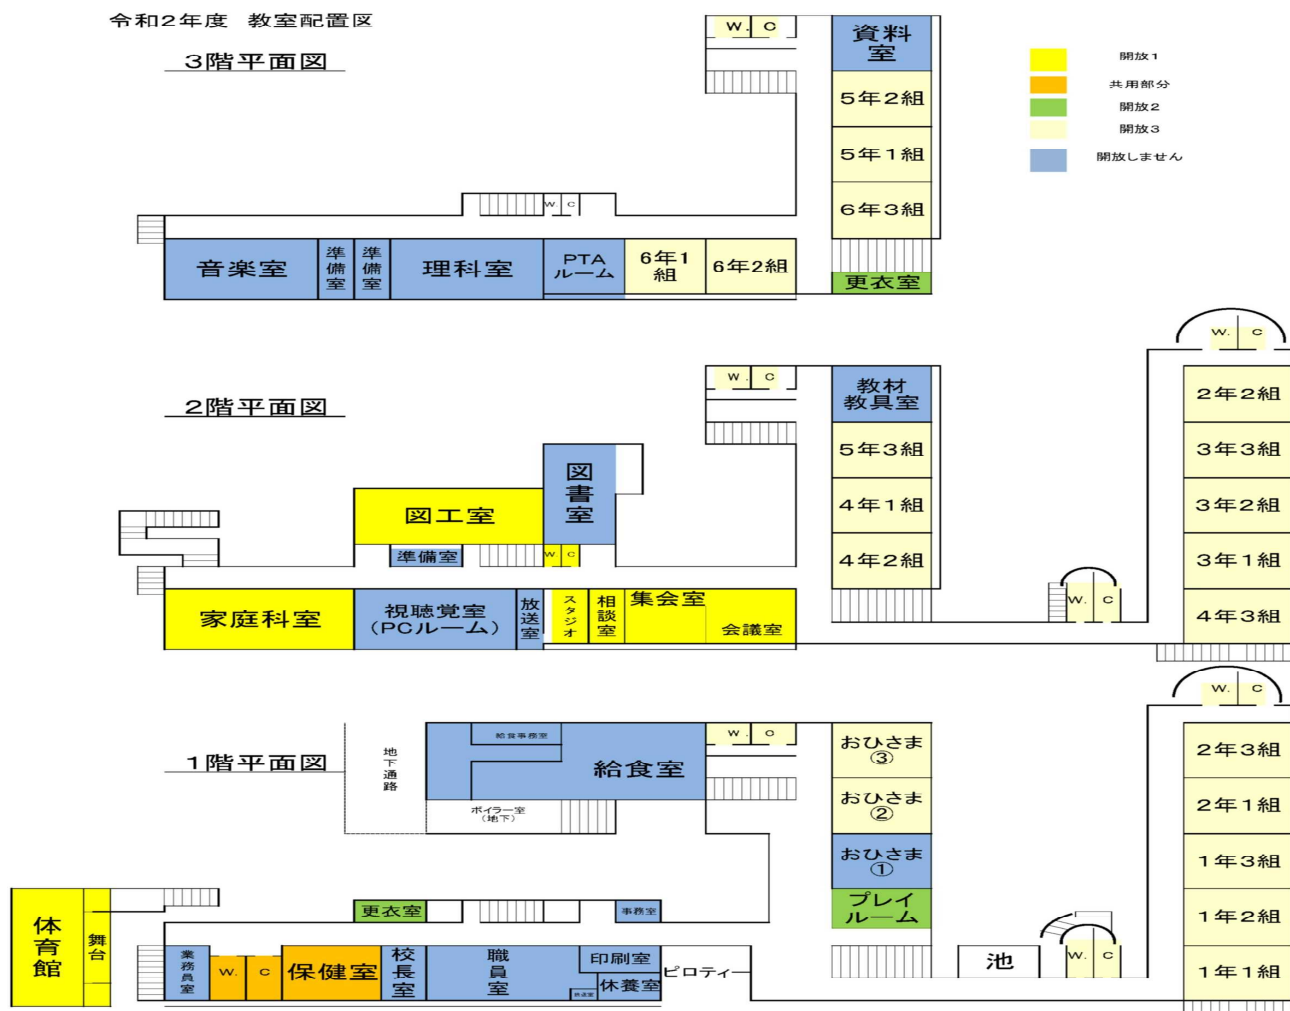 令和2年度 教室配置図
3階平面図
W. C
資料
室
5年2組
5年1組
6年3組
更衣室
開放1
共用部分
開放2
開放3
開放しません
W. C
音楽室
準備室
準備室
理科室
PTA
ルーム
6年1
組
6年2組
2階平面図
W. C
教材
教具室
5年3組
4年1組
4年2組
W. C
2年2組
3年3組
3年2組
3年1組
4年3組
W. C
図書室
図工室
準備室
W. C
家庭科室
視聴覚室
(PCルーム)
放送室
スタジオ
相談室
集会室
会議室
1階平面図
地下通路
給食事務室
給食室
ボイラー室
(地下)
W. C
おひさま
③
おひさま
②
おひさま
①
プレイ
ルーム
W. C
2年3組
2年1組
1年3組
1年2組
1年1組
W. C
池
体育館
舞台
更衣室
事務室
業務員室
W. C
保健室
校長室
職員室
印刷室
休養室
ピロティー